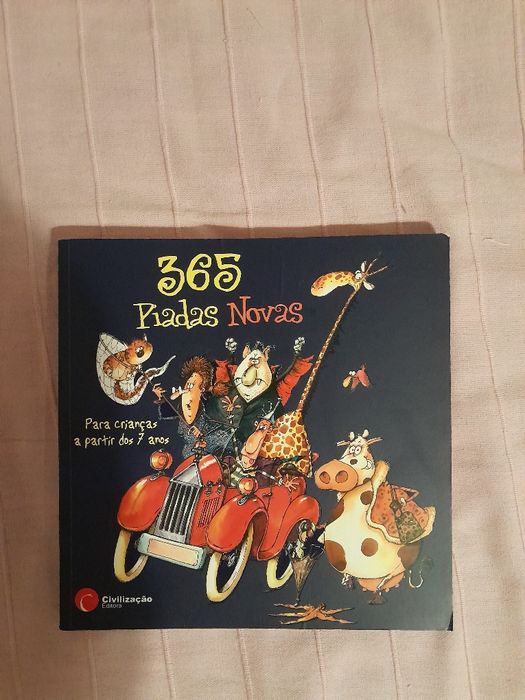 365
Piadas Novas
Para crianças
a partir dos 7 anos
Civilização
Editora